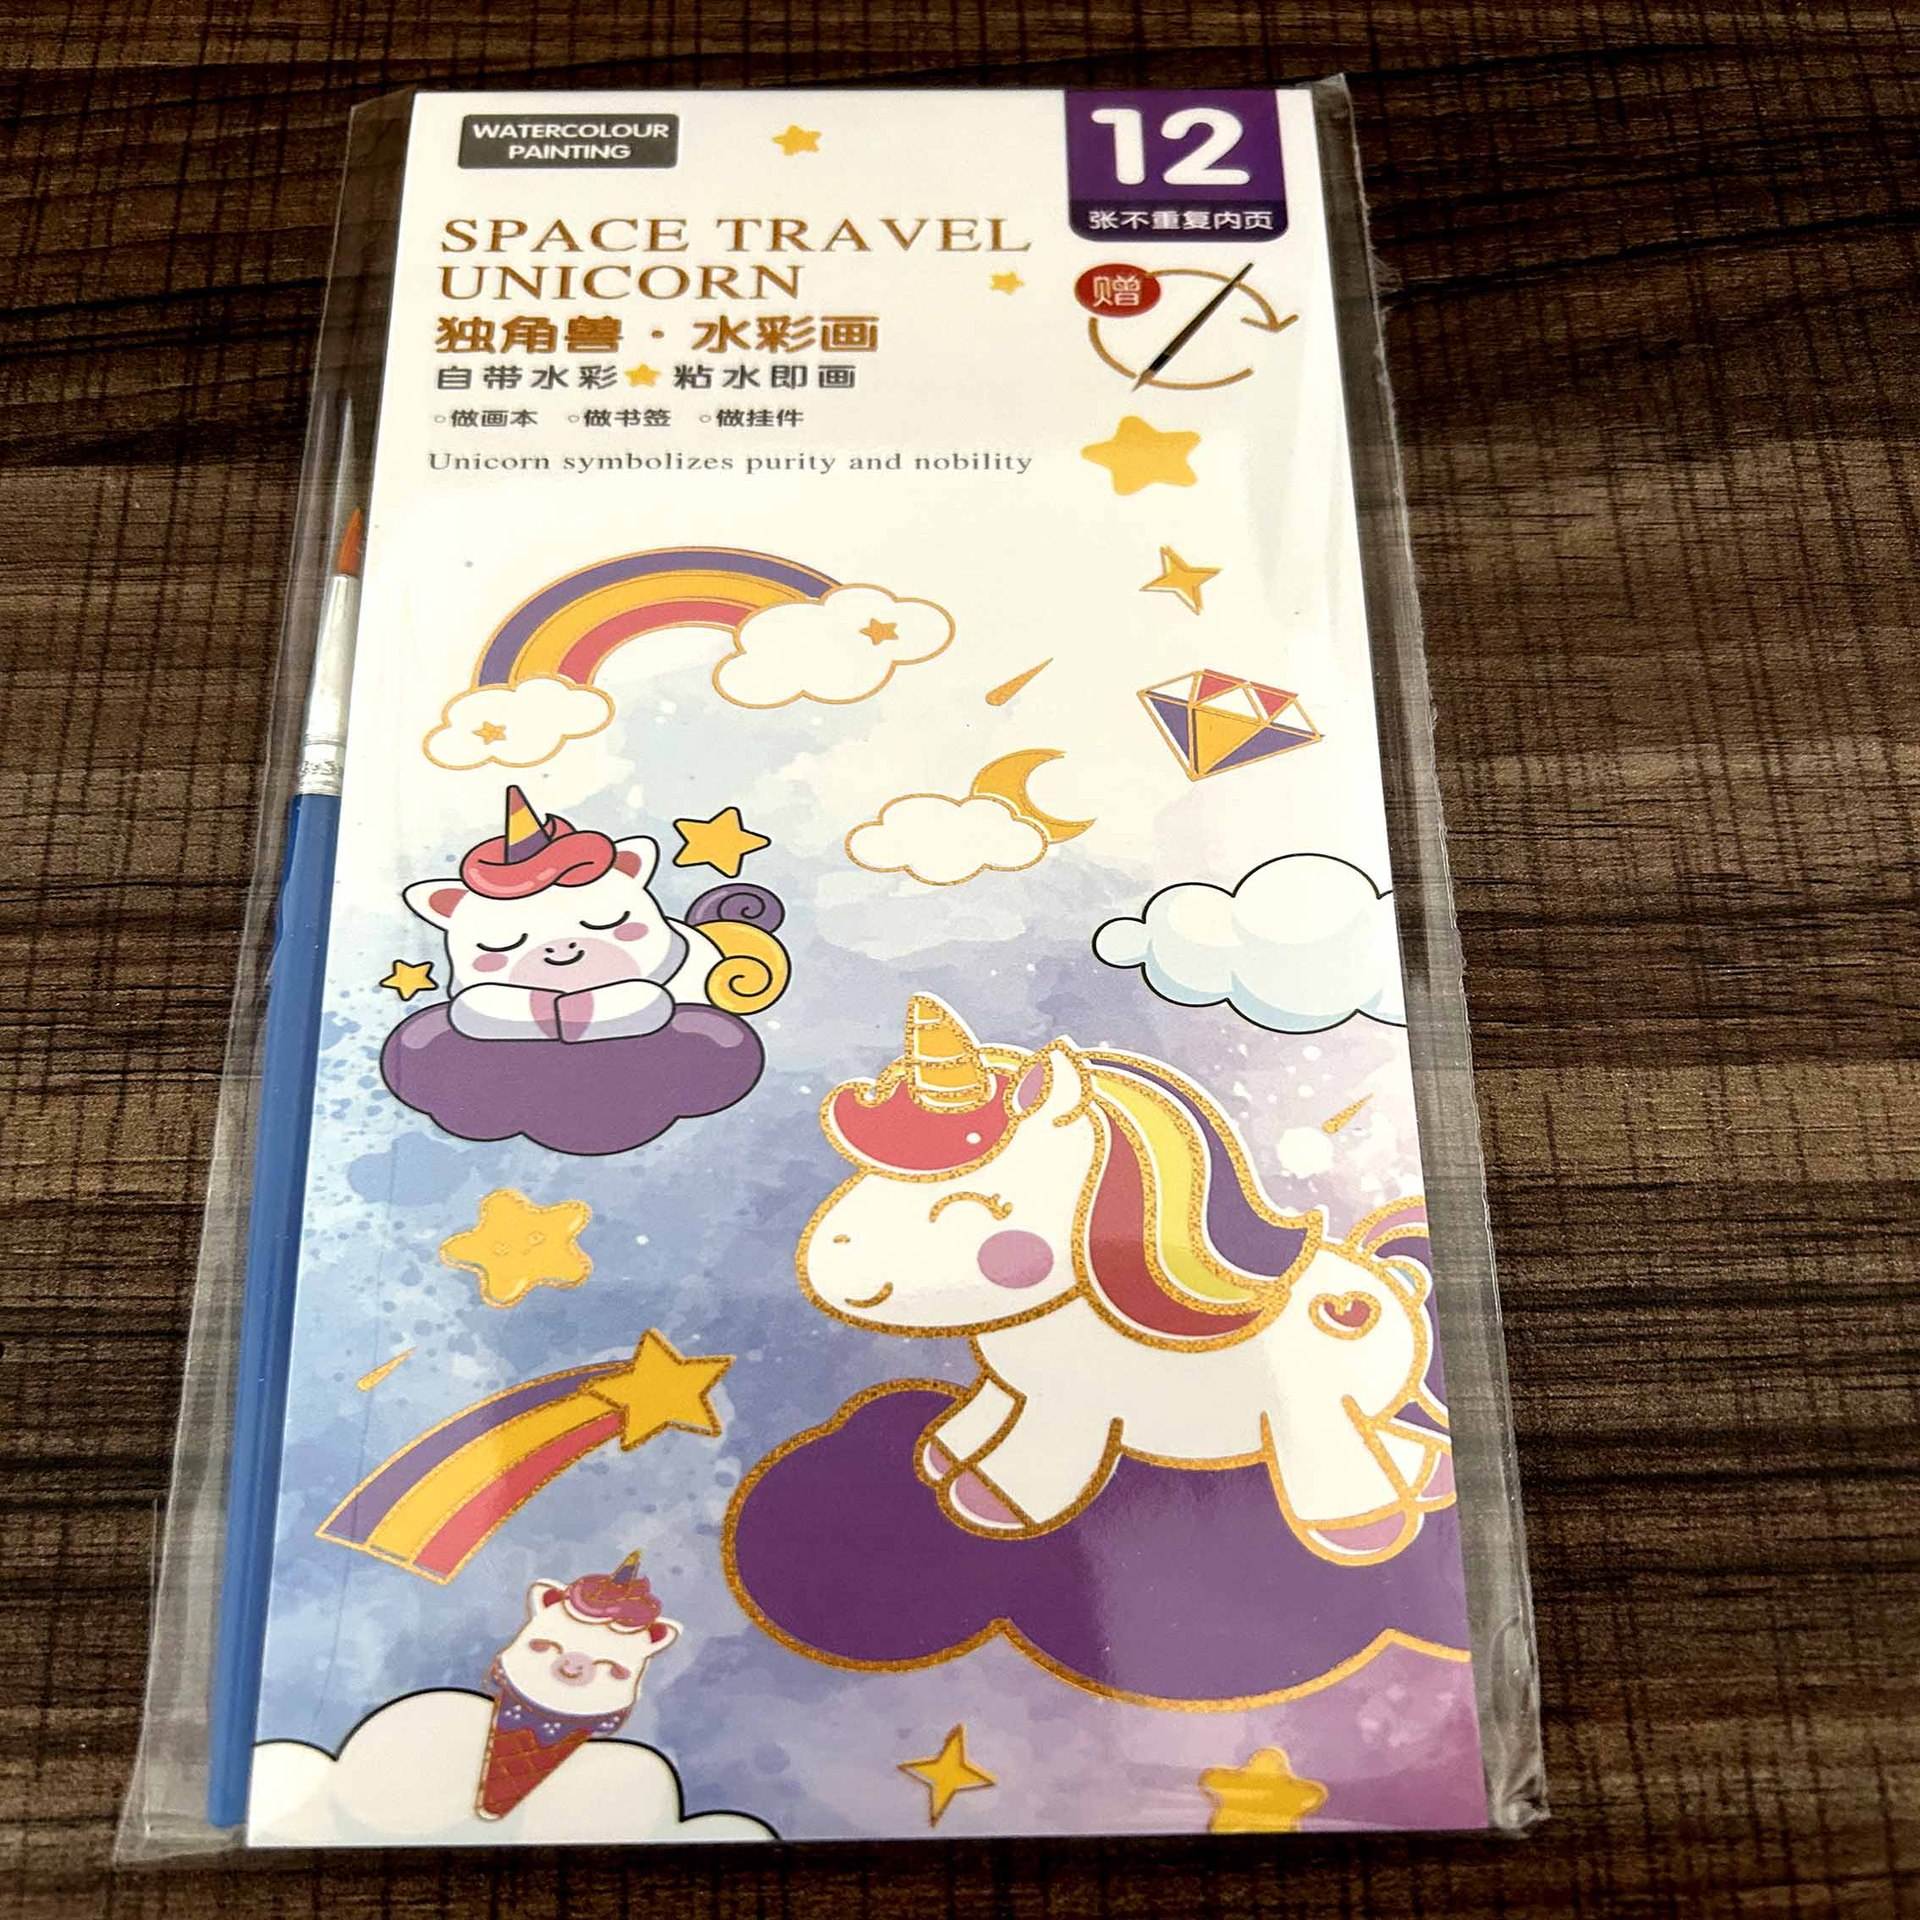 WATERCOLOUR
PAINTING
12
张不重复内页
SPACE TRAVEL
UNICORN
赠
独角兽·水彩画
自带水彩★粘水即画
◦做画本 ◦做书签 ◦做挂件
Unicorn symbolizes purity and nobility